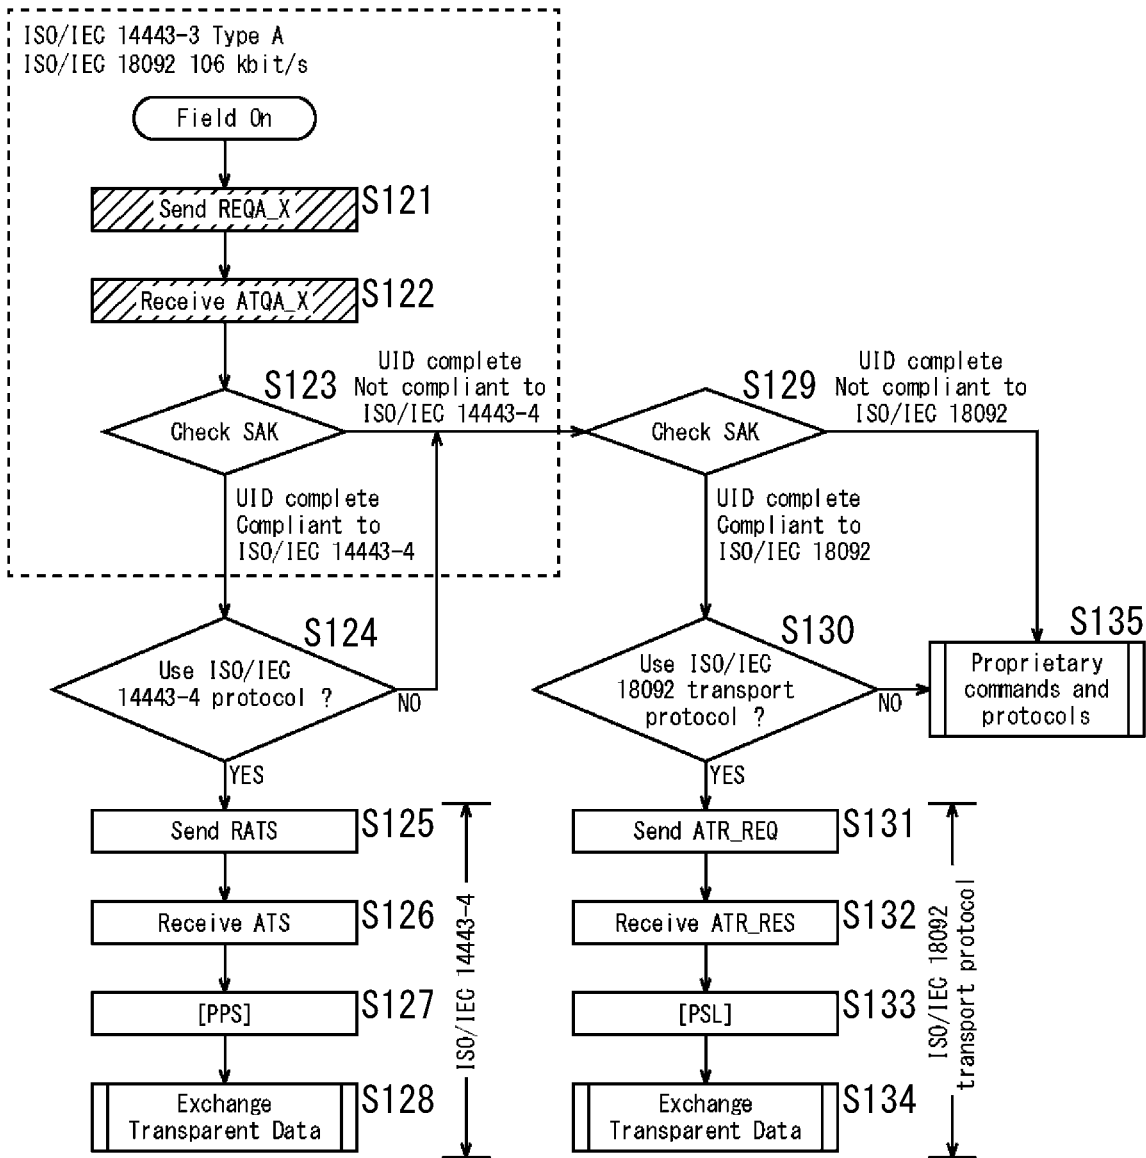 ISO/IEC 14443-3 Type A
ISO/IEC 18092 106 kbit/s
Field On
Send REQA_X
S121
Receive ATQA_X
S122
S123
Check SAK
UID complete
Not compliant to
ISO/IEC 14443-4
UID complete
Compliant to
ISO/IEC 14443-4
S129
Check SAK
UID complete
Not compliant to
ISO/IEC 18092
UID complete
Compliant to
ISO/IEC 18092
S124
Use ISO/IEC
14443-4 protocol ?
NO
YES
S130
Use ISO/IEC
18092 transport
protocol ?
NO
YES
S135
Proprietary
commands and
protocols
Send RATS
S125
Receive ATS
S126
[PPS]
S127
Exchange
Transparent Data
S128
ISO/IEC 14443-4
Send ATR_REQ
S131
Receive ATR_RES
S132
[PSL]
S133
Exchange
Transparent Data
S134
ISO/IEC 18092
transport protocol